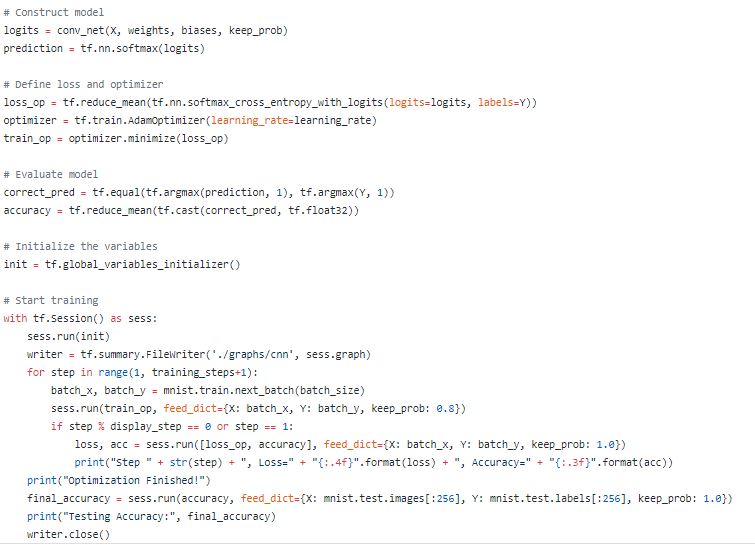 # Construct model
logits = conv_net(X, weights, biases, keep_prob)
prediction = tf.nn.softmax(logits)

# Define loss and optimizer
loss_op = tf.reduce_mean(tf.nn.softmax_cross_entropy_with_logits(logits=logits, labels=Y))
optimizer = tf.train.AdamOptimizer(learning_rate=learning_rate)
train_op = optimizer.minimize(loss_op)

# Evaluate model
correct_pred = tf.equal(tf.argmax(prediction, 1), tf.argmax(Y, 1))
accuracy = tf.reduce_mean(tf.cast(correct_pred, tf.float32))

# Initialize the variables
init = tf.global_variables_initializer()

# Start training
with tf.Session() as sess:
    sess.run(init)
    writer = tf.summary.FileWriter('./graphs/cnn', sess.graph)
    for step in range(1, training_steps+1):
        batch_x, batch_y = mnist.train.next_batch(batch_size)
        sess.run(train_op, feed_dict={X: batch_x, Y: batch_y, keep_prob: 0.8})
        if step % display_step == 0 or step == 1:
            loss, acc = sess.run([loss_op, accuracy], feed_dict={X: batch_x, Y: batch_y, keep_prob: 1.0})
            print("Step " + str(step) + ", Loss=" + "{:.4f}".format(loss) + ", Accuracy=" + "{:.3f}".format(acc))
    print("Optimization Finished!")
    final_accuracy = sess.run(accuracy, feed_dict={X: mnist.test.images[:256], Y: mnist.test.labels[:256], keep_prob: 1.0})
    print("Testing Accuracy:", final_accuracy)
    writer.close()